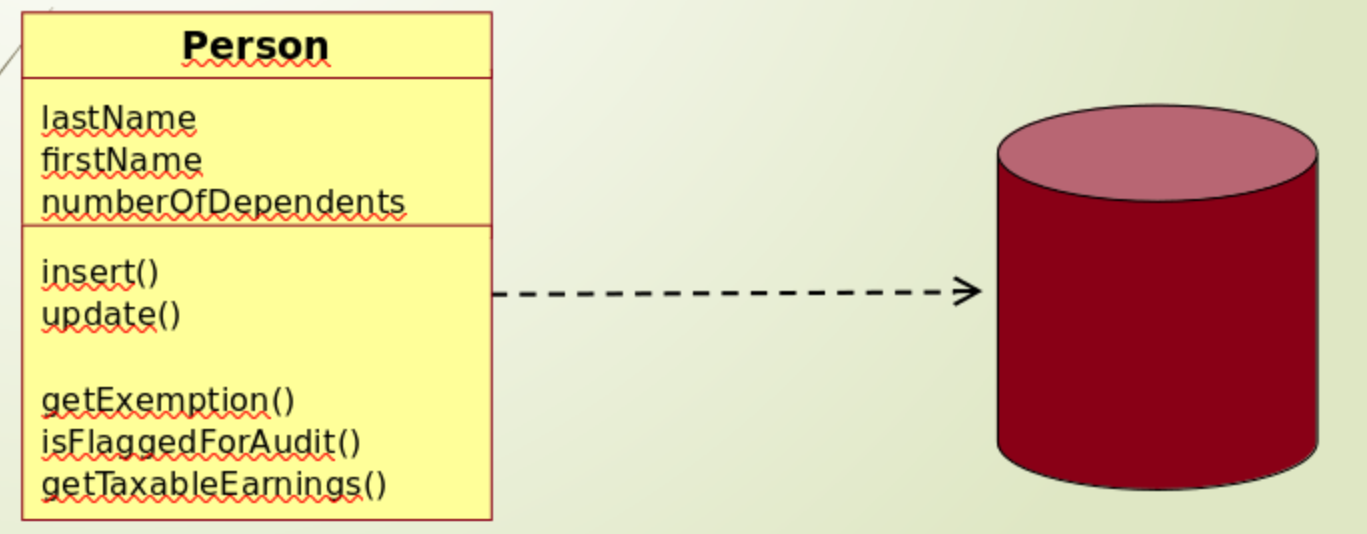 Person
lastName
firstName
numberOfDependents
insert()
update()
getExemption()
isFlaggedForAudit()
getTaxableEarnings()